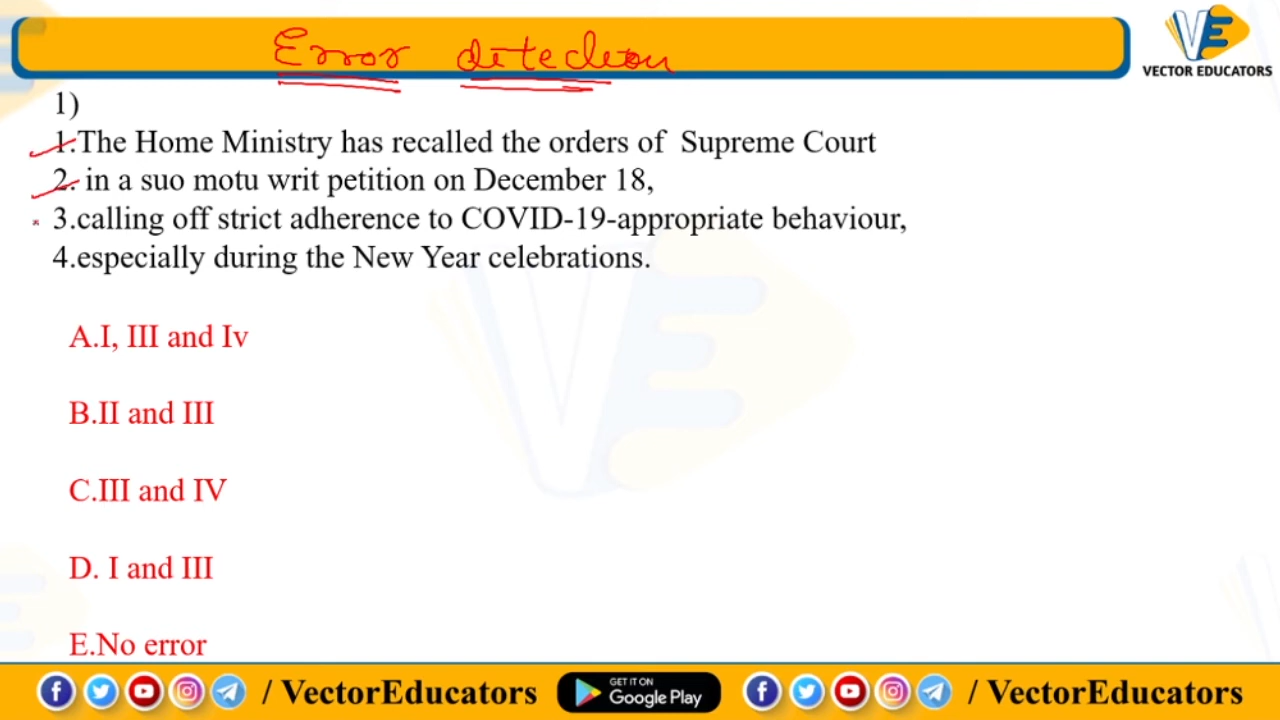 Error detection
VE
VECTOR EDUCATORS
1)
1.The Home Ministry has recalled the orders of Supreme Court
2. in a suo motu writ petition on December 18,
3.calling off strict adherence to COVID-19-appropriate behaviour,
4.especially during the New Year celebrations.
A.I, III and Iv
B.II and III
C.III and IV
D. I and III
E.No error
/ VectorEducators
GET IT ON
Google Play
/ VectorEducators